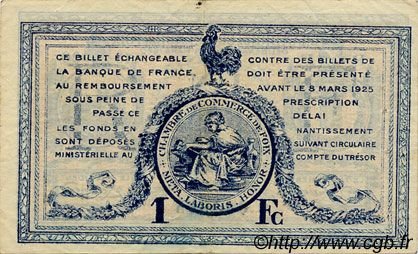 CE BILLET ÉCHANGEABLE CONTRE DES BILLETS DE
LA BANQUE DE FRANCE, DOIT ÊTRE PRÉSENTÉ
AU REMBOURSEMENT AVANT LE 8 MARS 1925
SOUS PEINE DE PRESCRIPTION
PASSÉ CE DÉLAI
LES FONDS EN NANTISSEMENT
SONT DÉPOSÉS SUIVANT CIRCULAIRE
MINISTÉRIELLE AU COMPTE DU TRÉSOR
CHAMBRE DE COMMERCE DE FOIX
LABORIS HONOR
1 Fc
©http://www.cgb.fr